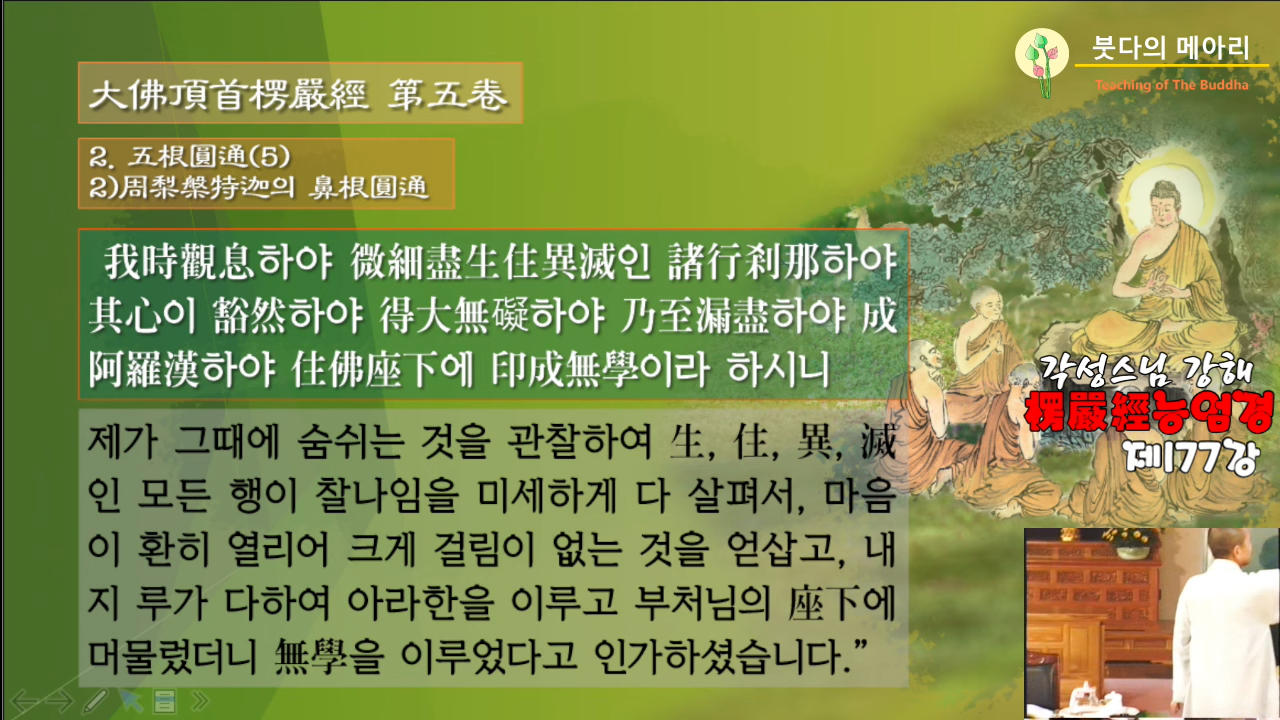 大佛頂首楞嚴經 第五卷
2. 五根圓通(5)
2)周梨槃特迦의 鼻根圓通
我時觀息하야 微細盡生住異滅인 諸行刹那하야
其心이 豁然하야 得大無礙하야 乃至漏盡하야 成
阿羅漢하야 住佛座下에 印成無學이라 하시니
제가 그때에 숨쉬는 것을 관찰하여 生, 住, 異, 滅
인 모든 행이 찰나임을 미세하게 다 살펴서, 마음
이 환히 열리어 크게 걸림이 없는 것을 얻삽고, 내
지 루가 다하여 아라한을 이루고 부처님의 座下에
머물렀더니 無學을 이루었다고 인가하셨습니다.”
붓다의 메아리
Teaching of The Buddha
각성스님 강해
楞嚴經능엄경
제177강